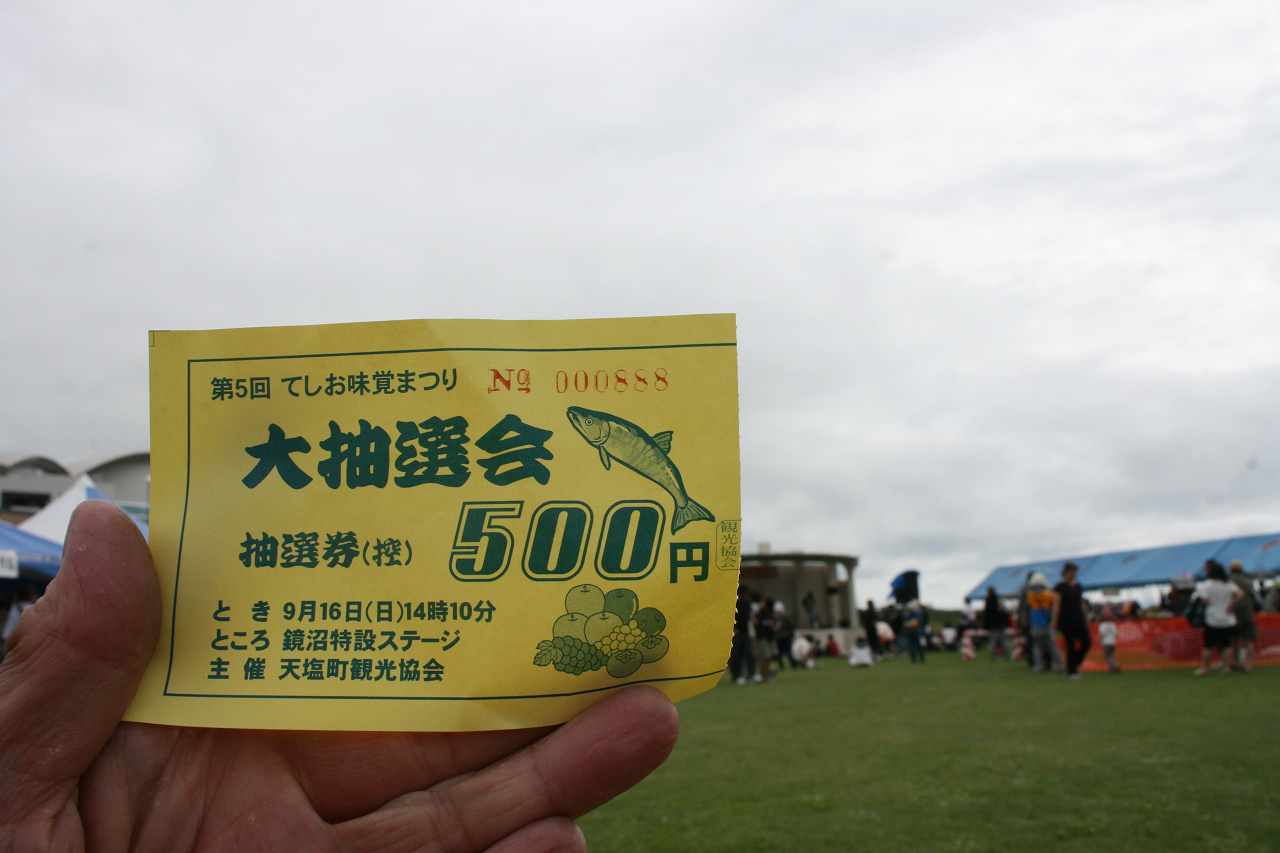 第5回 てしお味覚まつり Nº 000888
大抽選会
抽選券(控) 500円
観光協会
とき 9月16日(日)14時10分
ところ 鏡沼特設ステージ
主催 天塩町観光協会